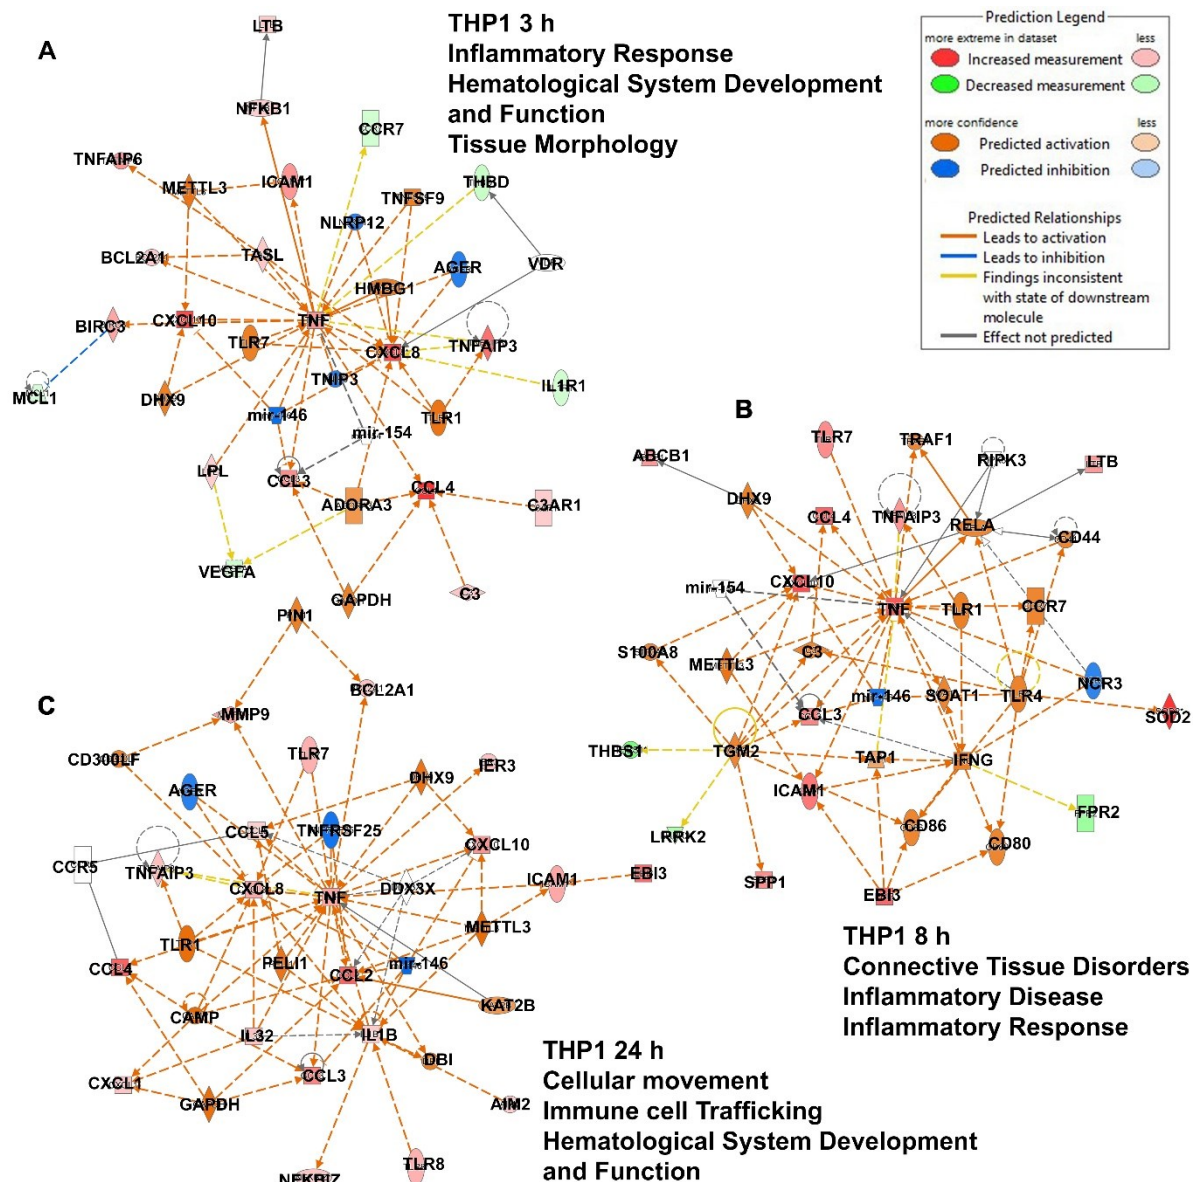 A
THP1 3 h
Inflammatory Response
Hematological System Development
and Function
Tissue Morphology
LTB
NFKB1
CCR7
TNFAIP6
METTL3
ICAM1
TNFSF9
THBD
NLRP12
BCL2A1
TASL
AGER
VDR
HMBG1
BIRC3
CXCL10
TNF
TLR7
CXCL8
TNFAIP3
TNIP3
IL1R1
MCL1
DHX9
mir-146
TLR1
mir-154
LPL
CCL3
CCL4
ADORA3
C3AR1
VEGFA
GAPDH
C3
Prediction Legend
more extreme in dataset
less
Increased measurement
Decreased measurement
more confidence
less
Predicted activation
Predicted inhibition
Predicted Relationships
Leads to activation
Leads to inhibition
Findings inconsistent
with state of downstream
molecule
Effect not predicted
B
TLR7
TRAF1
ABCB1
RIPK3
LTB
DHX9
CCL4
TNFAIP3
RELA
CD44
CXCL10
mir-154
TNF
TLR1
CCR7
S100A8
METTL3
C3
mir-146
SOAT1
TLR4
NCR3
CCL3
SOD2
THBS1
TGM2
TAP1
IFNG
ICAM1
FPR2
LRRK2
CD86
CD80
SPP1
EBI3
THP1 8 h
Connective Tissue Disorders
Inflammatory Disease
Inflammatory Response
C
PIN1
BCL2A1
MMP9
CD300LF
TLR7
IER3
AGER
DHX9
CCL5
TNFRSF25
CXCL10
CCR5
TNFAIP3
CXCL8
TNF
DDX3X
ICAM1
EBI3
TLR1
METTL3
CCL4
PELI1
CCL2
mir-146
CAMP
KAT2B
IL32
IL1B
DBI
CCL3
CXCL1
GAPDH
AIM2
TLR8
NFKBIZ
THP1 24 h
Cellular movement
Immune cell Trafficking
Hematological System Development
and Function